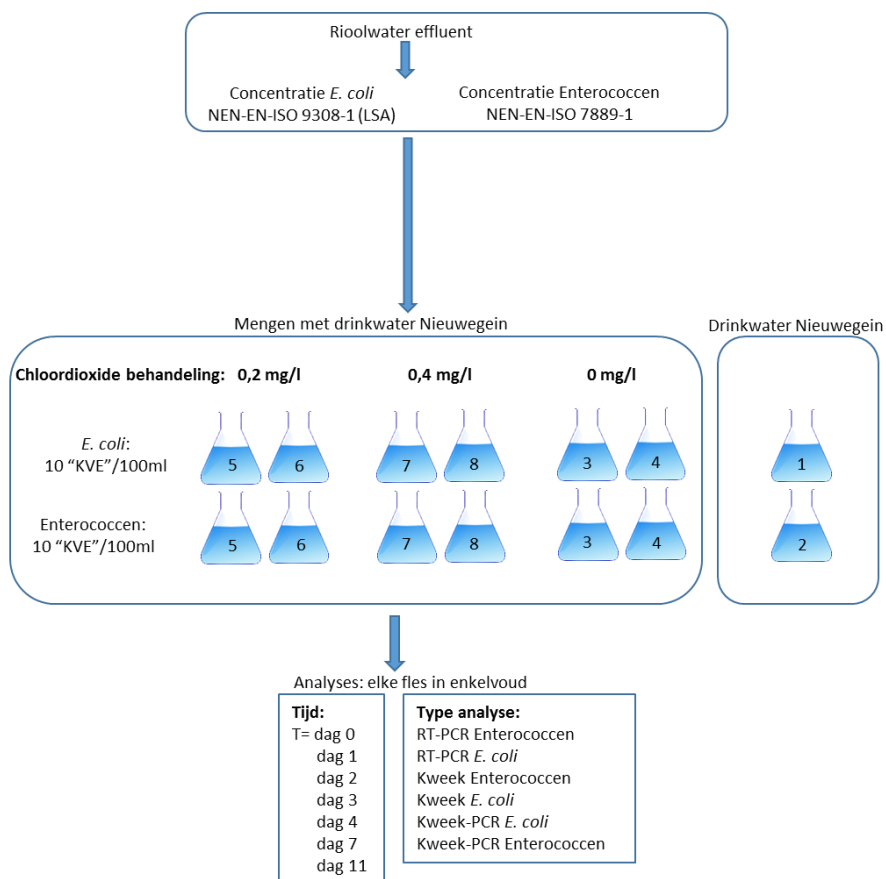 Rioolwater effluent
Concentratie E. coli
NEN-EN-ISO 9308-1 (LSA)
Concentratie Enterococcen
NEN-EN-ISO 7889-1
Mengen met drinkwater Nieuwegein
Drinkwater Nieuwegein
Chloordioxide behandeling: 0,2 mg/l 0,4 mg/l 0 mg/l
E. coli:
10 “KVE”/100ml
5 6 7 8 3 4 1
Enterococcen:
10 “KVE”/100ml
5 6 7 8 3 4 2
Analyses: elke fles in enkelvoud
Tijd:
T= dag 0
dag 1
dag 2
dag 3
dag 4
dag 7
dag 11
Type analyse:
RT-PCR Enterococcen
RT-PCR E. coli
Kweek Enterococcen
Kweek E. coli
Kweek-PCR E. coli
Kweek-PCR Enterococcen